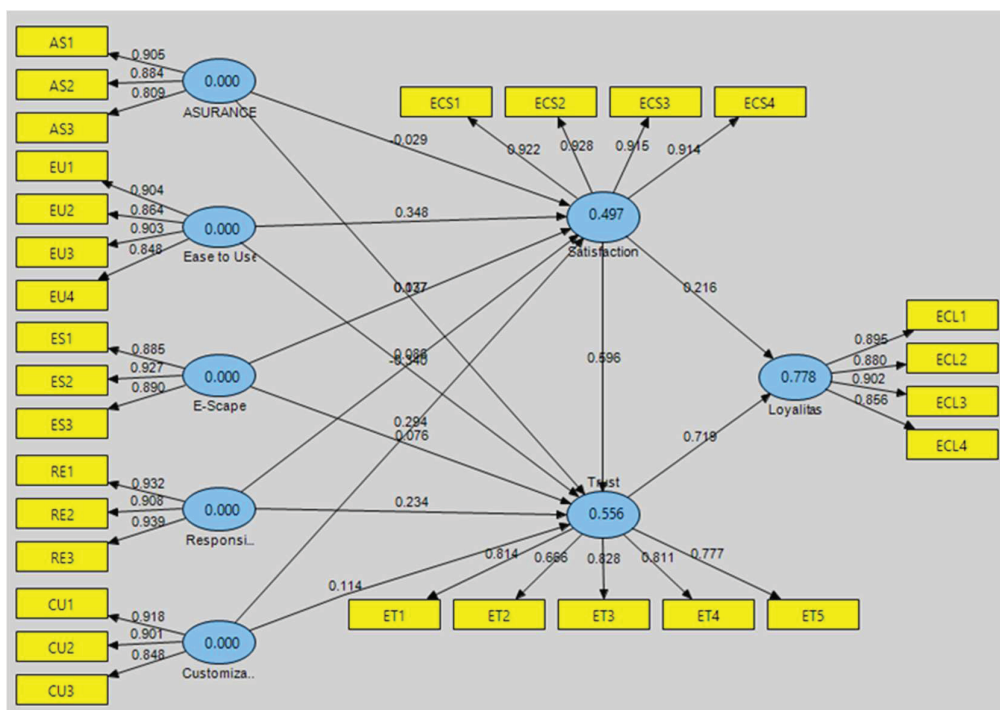 AS1
0.905
AS2
0.884
AS3
0.809
0.000
ASURANCE
EU1
0.904
EU2
0.864
EU3
0.903
EU4
0.848
0.000
Ease to Use
ES1
0.885
ES2
0.927
ES3
0.890
0.000
E-Scape
RE1
0.932
RE2
0.908
RE3
0.939
0.000
Responsi..
CU1
0.918
CU2
0.901
CU3
0.848
0.000
Customiza..
ECS1
ECS2
ECS3
ECS4
0.922
0.928
0.915
0.914
-0.029
0.348
0.497
Satisfaction
0.216
0.596
0.294
0.076
0.234
0.114
0.719
Trust
0.556
0.814
0.666
0.828
0.811
0.777
ET1
ET2
ET3
ET4
ET5
0.778
Loyalitas
0.895
0.880
0.902
0.856
ECL1
ECL2
ECL3
ECL4